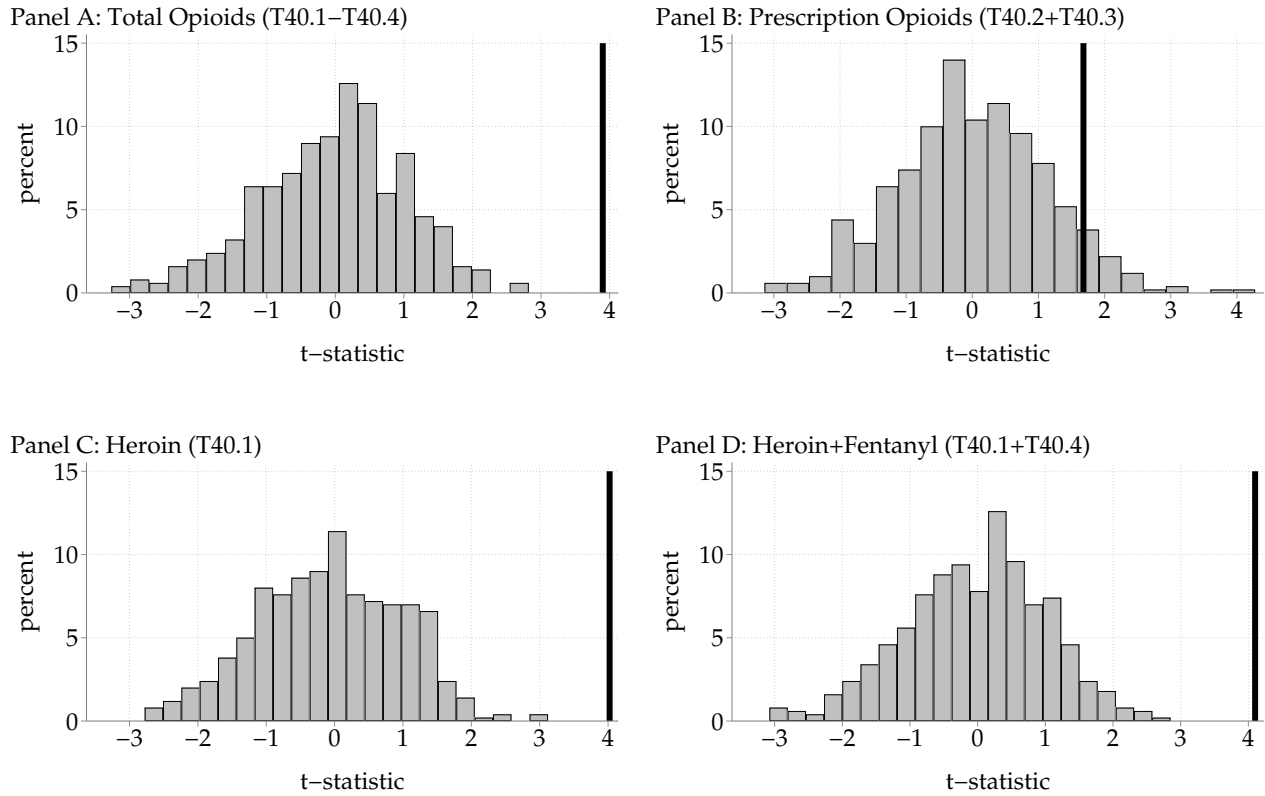 Panel A: Total Opioids (T40.1−T40.4)
15
10
5
0
percent
−3 −2 −1 0 1 2 3 4
t−statistic
Panel B: Prescription Opioids (T40.2+T40.3)
15
10
5
0
percent
−3 −2 −1 0 1 2 3 4
t−statistic
Panel C: Heroin (T40.1)
15
10
5
0
percent
−3 −2 −1 0 1 2 3 4
t−statistic
Panel D: Heroin+Fentanyl (T40.1+T40.4)
15
10
5
0
percent
−3 −2 −1 0 1 2 3 4
t−statistic